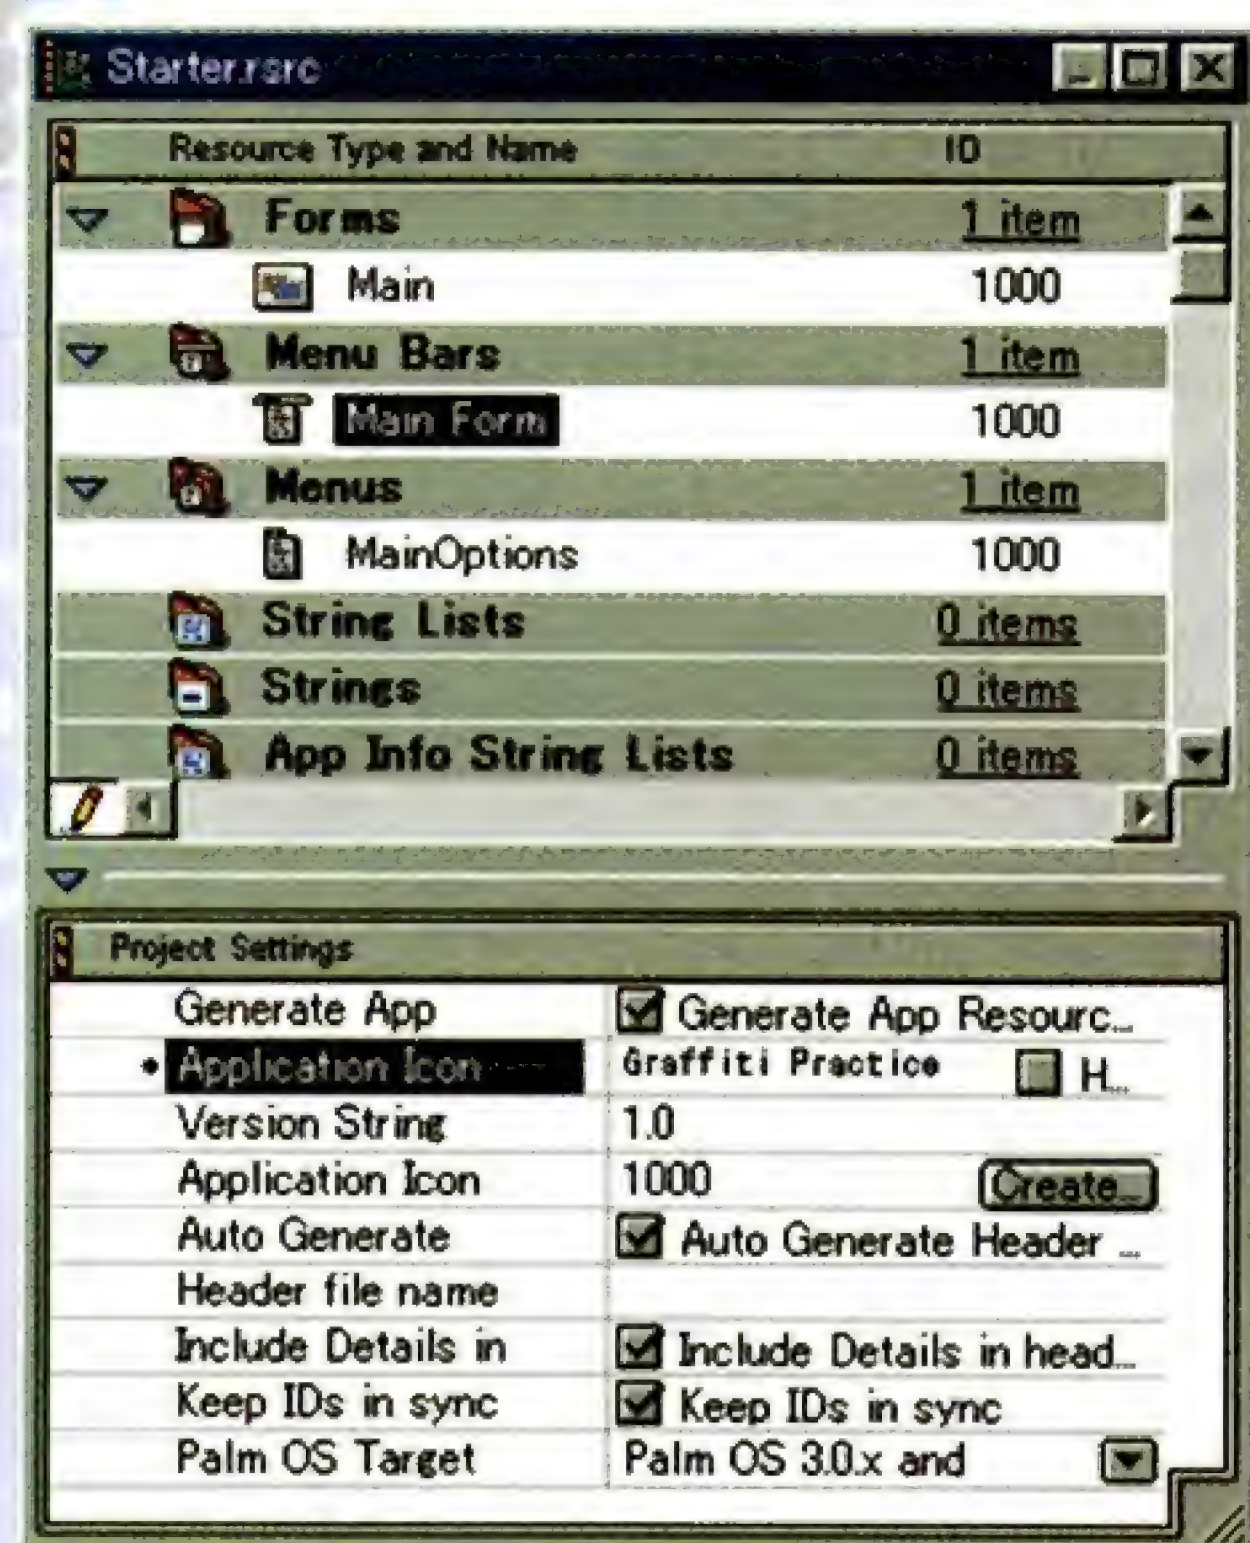 Starter.rsrc
Resource Type and Name ID
Forms 1 item
Main 1000
Menu Bars 1 item
Main Form 1000
Menus 1 item
MainOptions 1000
String Lists 0 items
Strings 0 items
App Info String Lists 0 items
Project Settings
Generate App Generate App Resourc...
Application Icon Graffiti Practice H...
Version String 1.0
Application Icon 1000 Create...
Auto Generate Auto Generate Header ...
Header file name
Include Details in Include Details in head...
Keep IDs in sync Keep IDs in sync
Palm OS Target Palm OS 3.0.x and